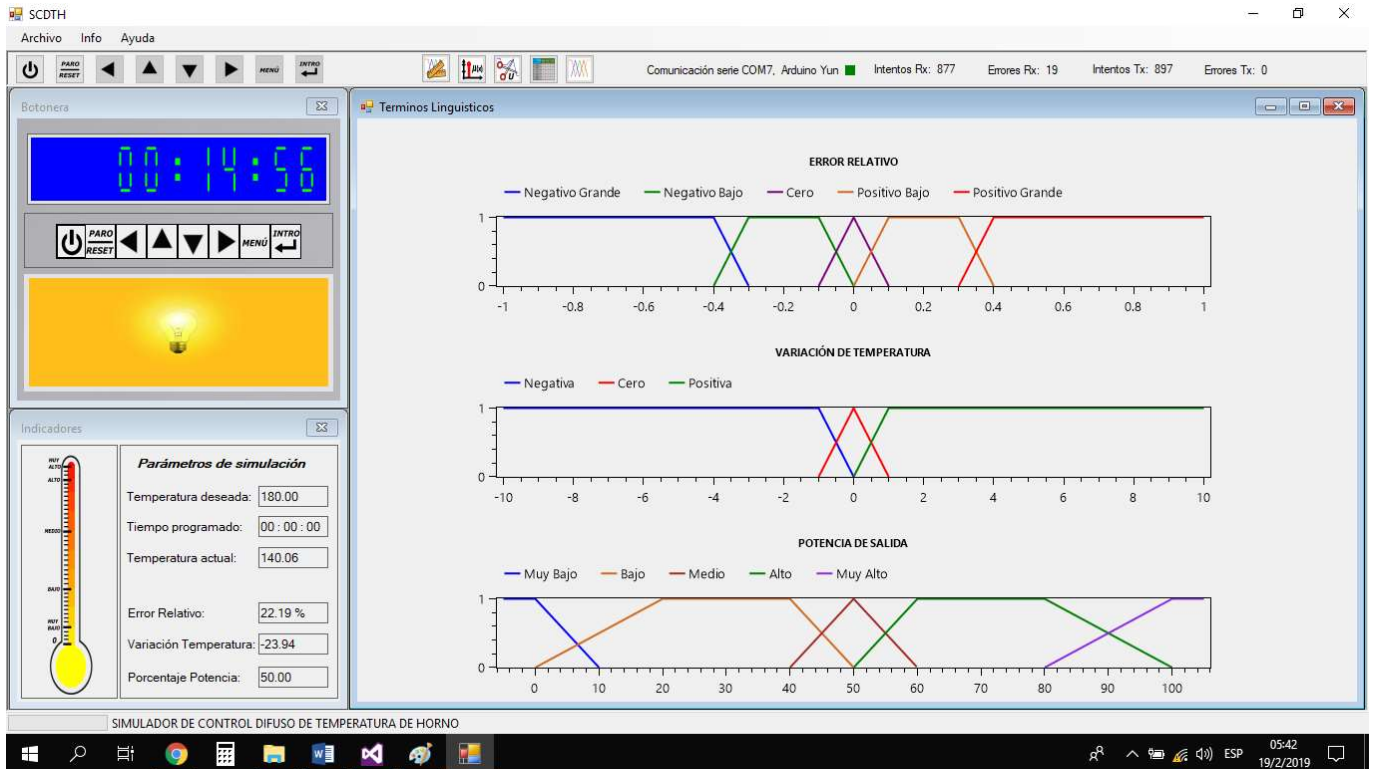 SCDTH
Archivo Info Ayuda
PARO RESET MENÚ INTRO Comunicación serie COM7, Arduino Yun Intentos Rx: 877 Errores Rx: 19 Intentos Tx: 897 Errores Tx: 0
Botonera
00:14:56
PARO RESET MENÚ INTRO
Indicadores
MUY ALTO
ALTO
MEDIO
BAJO
MUY BAJO
0
Parámetros de simulación
Temperatura deseada: 180.00
Tiempo programado: 00 : 00 : 00
Temperatura actual: 140.06
Error Relativo: 22.19 %
Variación Temperatura: -23.94
Porcentaje Potencia: 50.00
Terminos Linguisticos
ERROR RELATIVO
Negativo Grande Negativo Bajo Cero Positivo Bajo Positivo Grande
1
0
-1 -0.8 -0.6 -0.4 -0.2 0 0.2 0.4 0.6 0.8 1
VARIACIÓN DE TEMPERATURA
Negativa Cero Positiva
1
0
-10 -8 -6 -4 -2 0 2 4 6 8 10
POTENCIA DE SALIDA
Muy Bajo Bajo Medio Alto Muy Alto
1
0
0 10 20 30 40 50 60 70 80 90 100
SIMULADOR DE CONTROL DIFUSO DE TEMPERATURA DE HORNO
ESP 05:42
19/2/2019